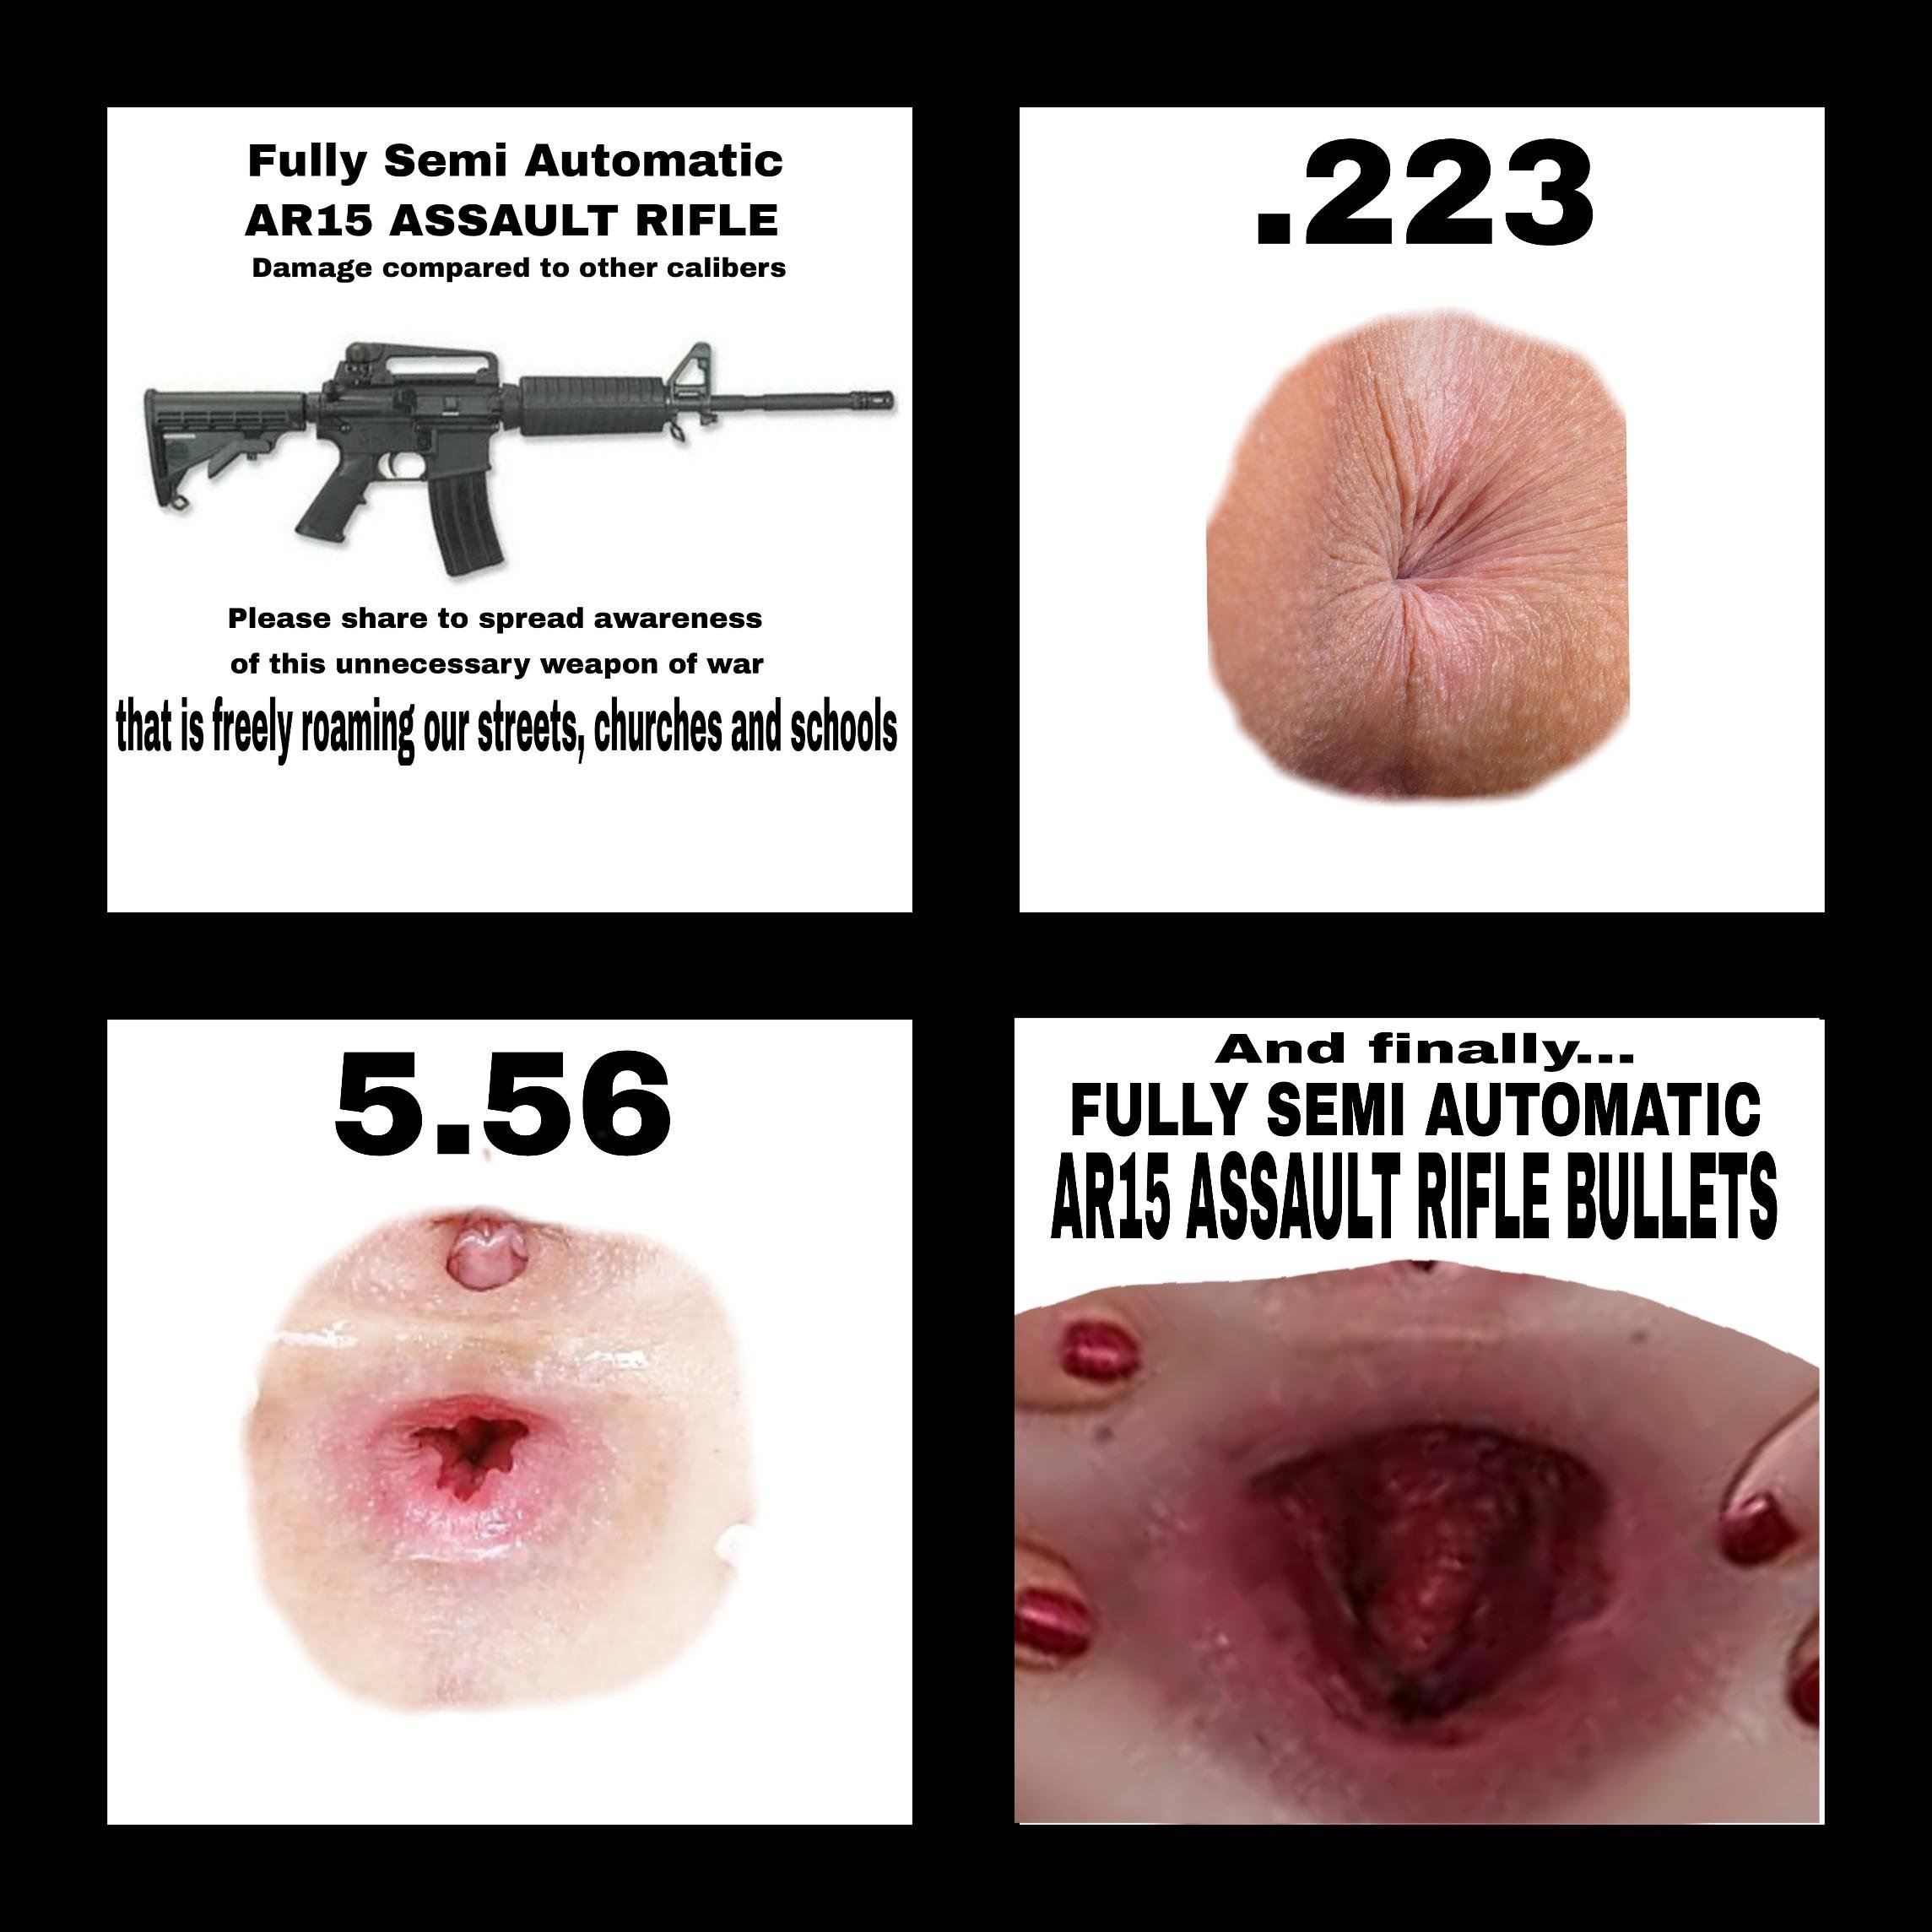 Fully Semi Automatic
AR15 ASSAULT RIFLE
Damage compared to other calibers
Please share to spread awareness
of this unnecessary weapon of war
that is freely roaming our streets, churches and schools
.223
5.56
And finally...
FULLY SEMI AUTOMATIC
AR15 ASSAULT RIFLE BULLETS